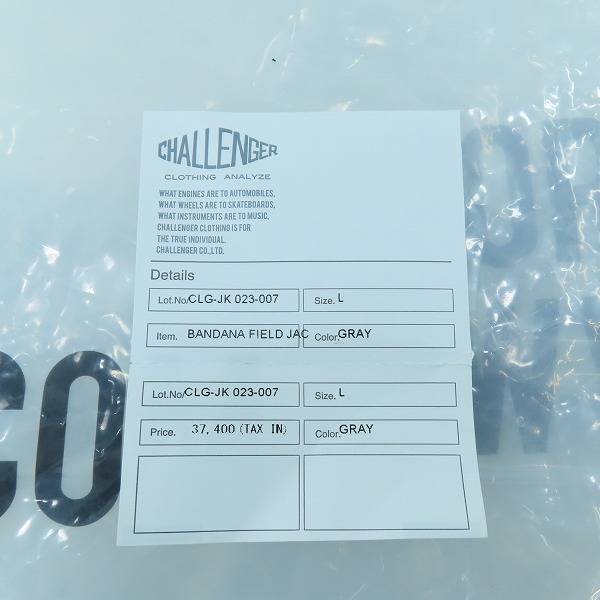 CHALLENGER
CLOTHING ANALYZE
WHAT ENGINES ARE TO AUTOMOBILES,
WHAT WHEELS ARE TO SKATEBOARDS,
WHAT INSTRUMENTS ARE TO MUSIC,
CHALLENGER CLOTHING IS FOR
THE TRUE INDIVIDUAL.
CHALLENGER CO.,LTD.
Details
Lot.No/CLG-JK 023-007 Size. L
Item. BANDANA FIELD JAC Color.GRAY
Lot.No/CLG-JK 023-007 Size. L
Price. 37,400(TAX IN) Color.GRAY
CO